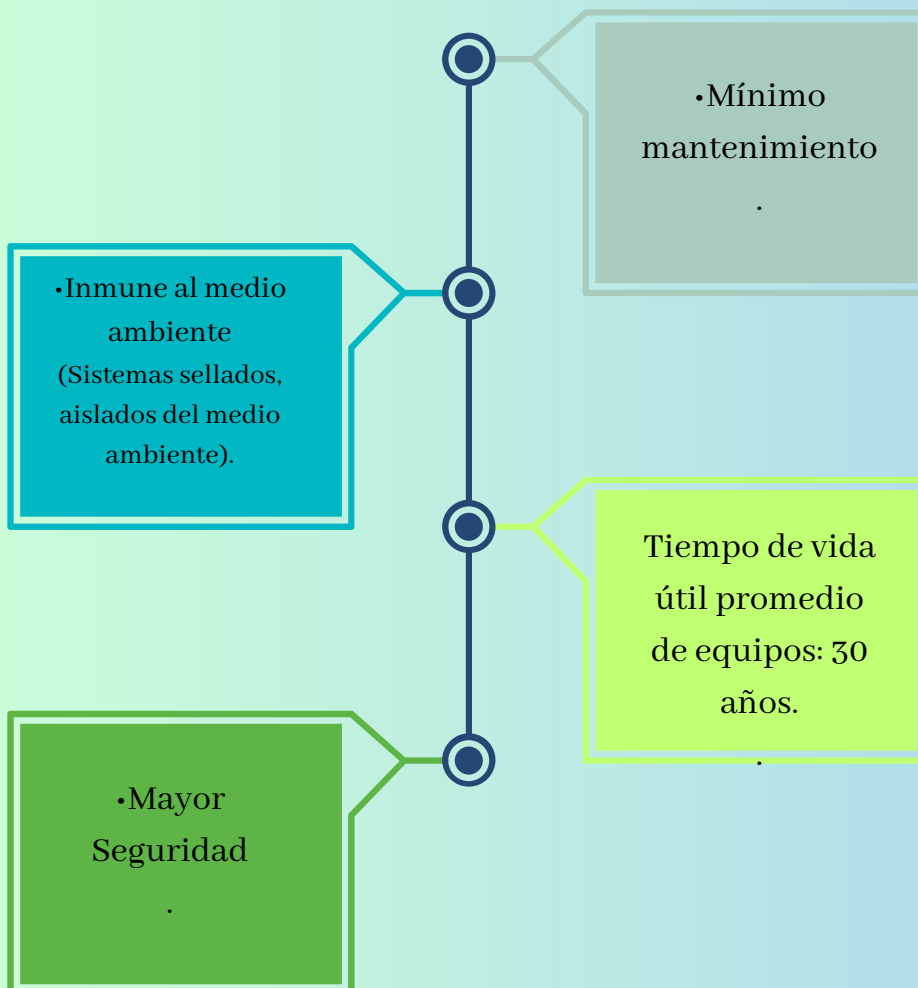 •Mínimo
mantenimiento
.
•Inmune al medio
ambiente
(Sistemas sellados,
aislados del medio
ambiente).
Tiempo de vida
útil promedio
de equipos: 30
años.
.
•Mayor
Seguridad
.